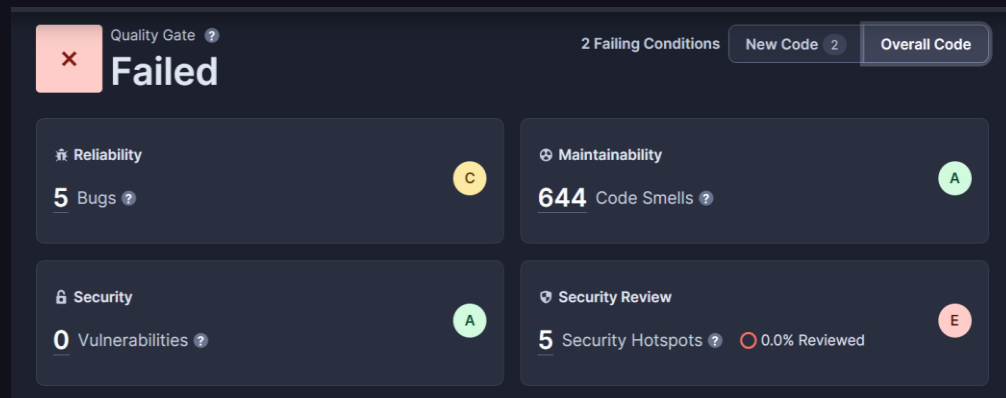 Quality Gate ?
Failed
2 Failing Conditions
New Code 2
Overall Code
Reliability
5 Bugs ?
C
Maintainability
644 Code Smells ?
A
Security
0 Vulnerabilities ?
A
Security Review
5 Security Hotspots ? 0.0% Reviewed
E